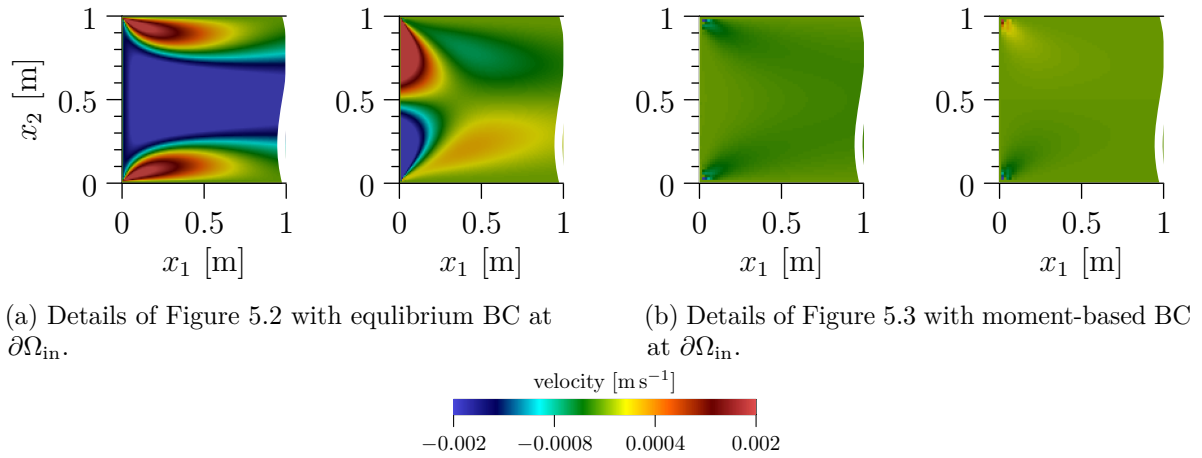 1
0.5
0
x₂ [m]
0 0.5 1
x₁ [m]
1
0.5
0
0 0.5 1
x₁ [m]
1
0.5
0
0 0.5 1
x₁ [m]
1
0.5
0
0 0.5 1
x₁ [m]
(a) Details of Figure 5.2 with equlibrium BC at
∂Ωin.
(b) Details of Figure 5.3 with moment-based BC
at ∂Ωin.
velocity [m s⁻¹]
−0.002 −0.0008 0.0004 0.002